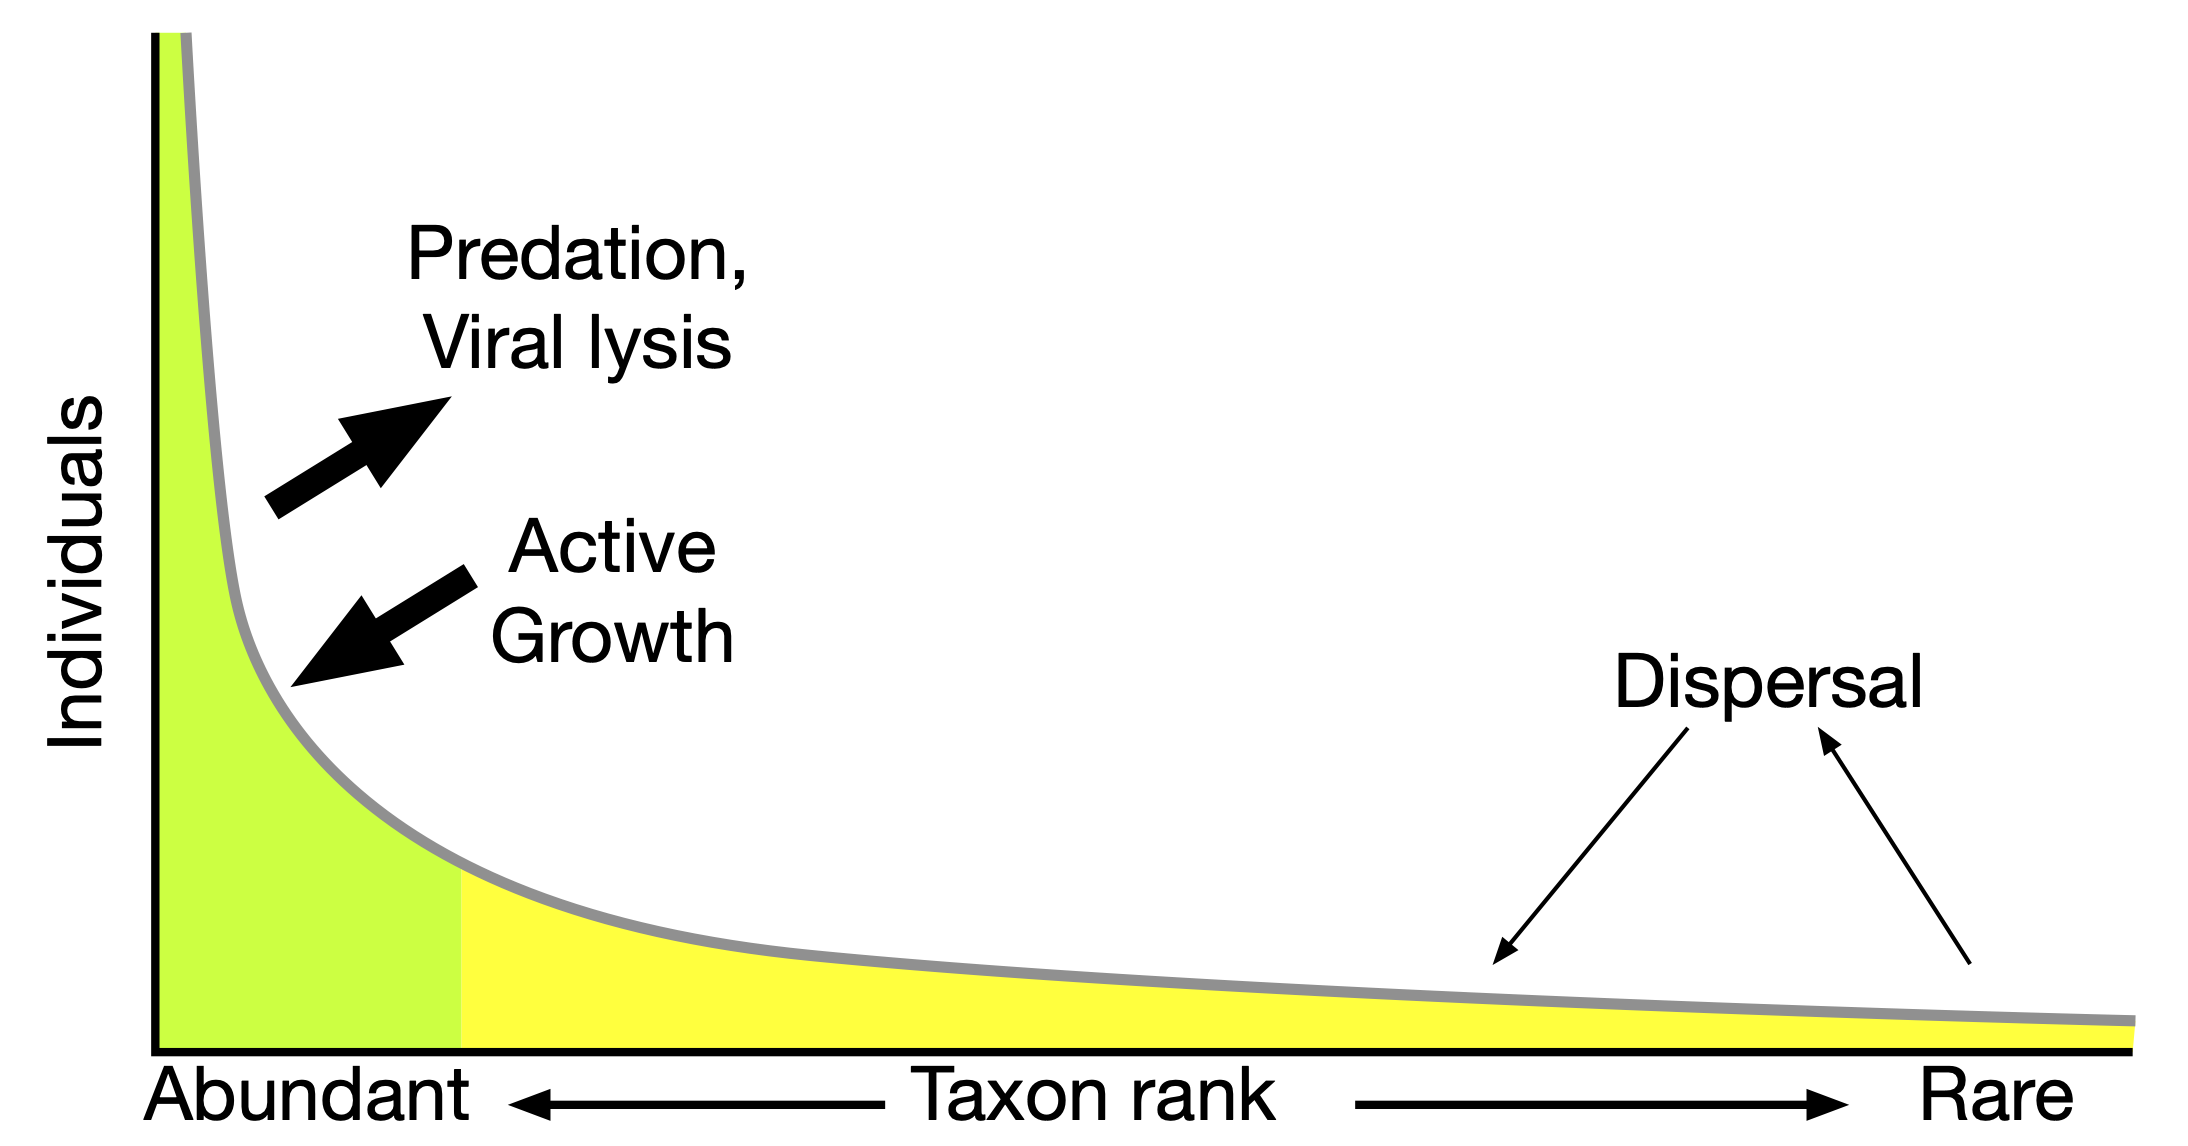 Predation,
Viral lysis
Active
Growth
Individuals
Dispersal
Abundant Taxon rank Rare